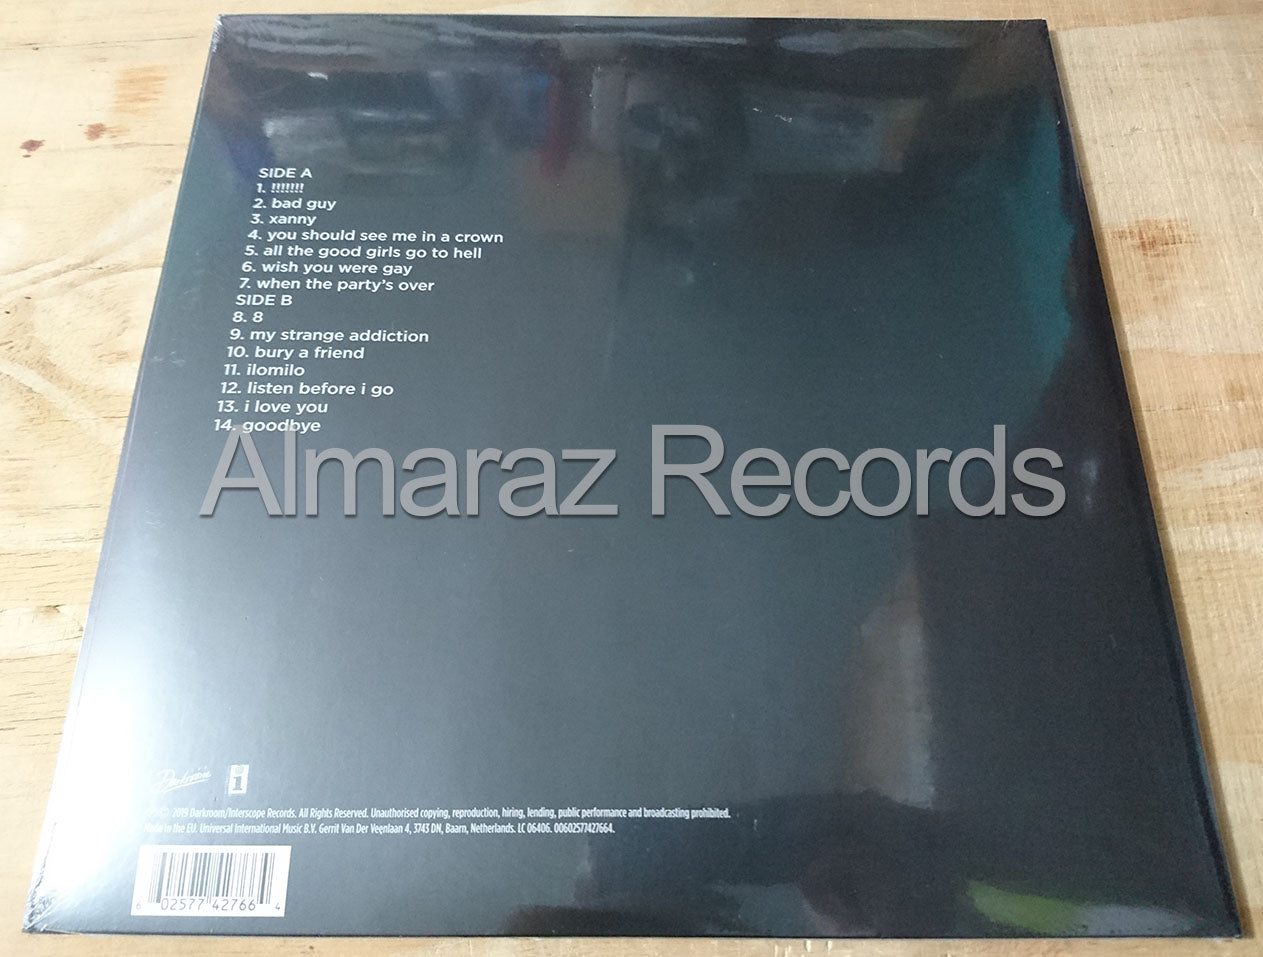 SIDE A
1. !!!!!!!
2. bad guy
3. xanny
4. you should see me in a crown
5. all the good girls go to hell
6. wish you were gay
7. when the party's over
SIDE B
8. 8
9. my strange addiction
10. bury a friend
11. ilomilo
12. listen before i go
13. i love you
14. goodbye
Almaraz Records
Darkroom
i
© 2019 Darkroom/Interscope Records. All Rights Reserved. Unauthorised copying, reproduction, hiring, lending, public performance and broadcasting prohibited.
Made in the EU. Universal International Music B.V. Gerrit Van Der Veenlaan 4, 3743 DN, Baarn, Netherlands. LC 06406. 00602577427664.
6 02577 42766 4